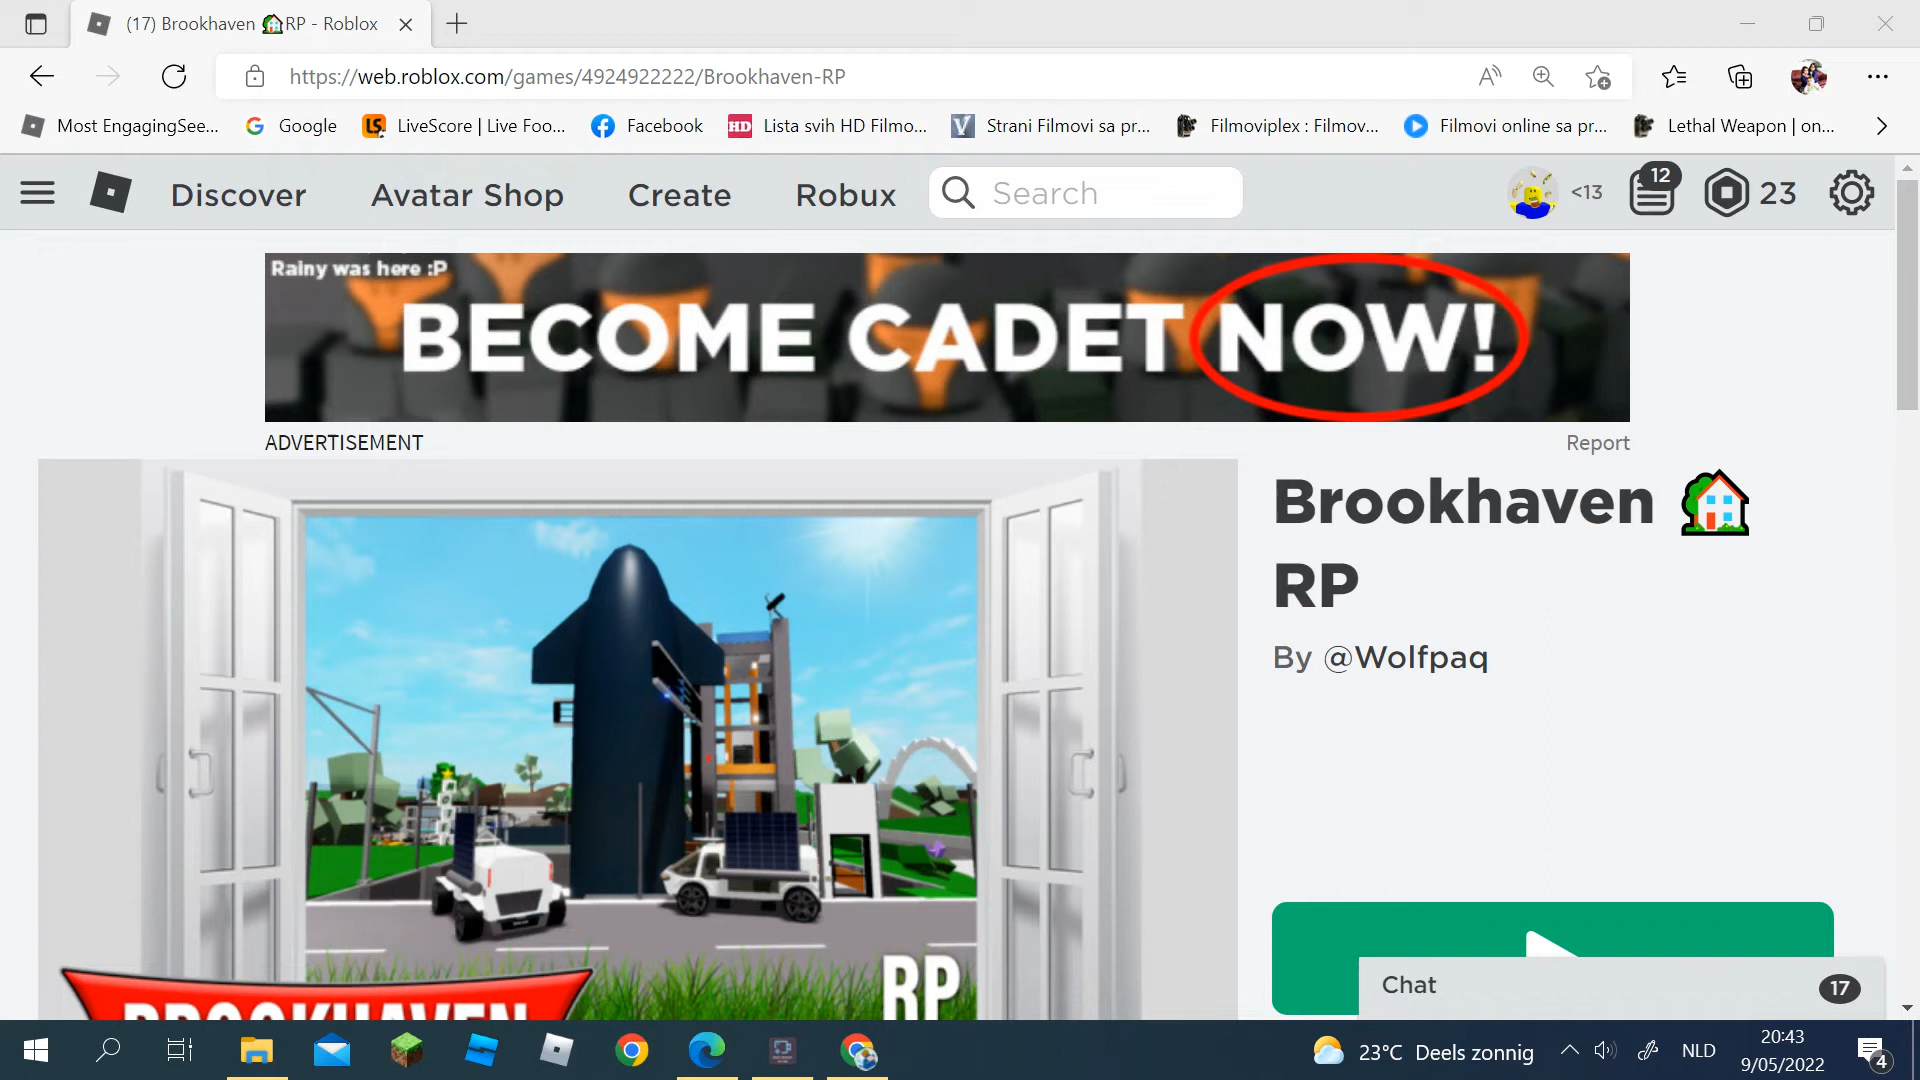 (17) Brookhaven 🏡RP - Roblox
https://web.roblox.com/games/4924922222/Brookhaven-RP
Most EngagingSee...
Google
LiveScore | Live Foo...
Facebook
HD
Lista svih HD Filmo...
Strani Filmovi sa pr...
Filmoviplex : Filmov...
Filmovi online sa pr...
Lethal Weapon | on...
Discover
Avatar Shop
Create
Robux
Search
<13
12
23
Rainy was here :P
BECOME CADET NOW!
ADVERTISEMENT
Report
Brookhaven 🏡
RP
By @Wolfpaq
BROOKHAVEN
RP
Chat
17
23°C Deels zonnig
NLD
20:43
9/05/2022
4